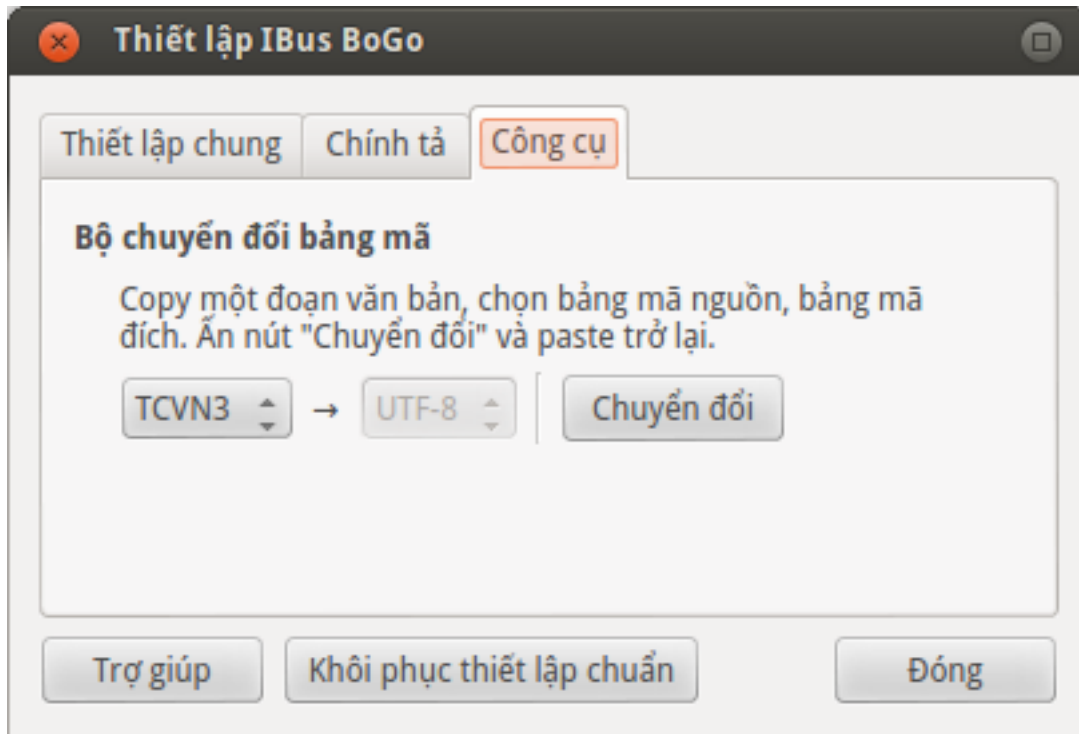 Thiết lập IBus BoGo
Thiết lập chung Chính tả Công cụ
Bộ chuyển đổi bảng mã
Copy một đoạn văn bản, chọn bảng mã nguồn, bảng mã
đích. Ấn nút "Chuyển đổi" và paste trở lại.
TCVN3 → UTF-8 Chuyển đổi
Trợ giúp Khôi phục thiết lập chuẩn Đóng